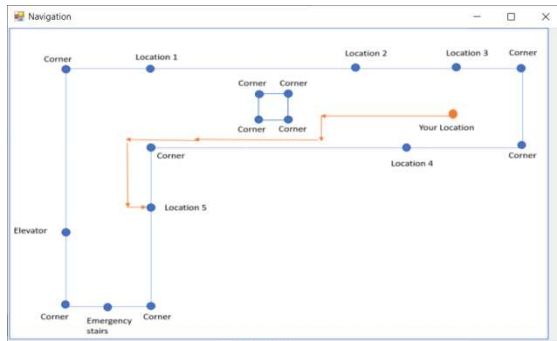 Navigation
Corner
Location 1
Location 2
Location 3
Corner
Corner
Corner
Corner
Corner
Your Location
Corner
Location 4
Corner
Location 5
Elevator
Corner
Emergency
stairs
Corner